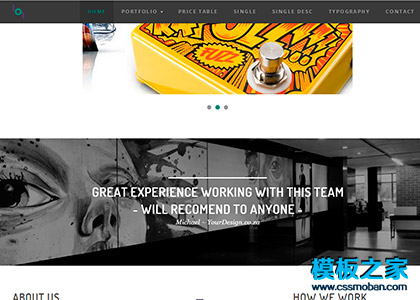 HOME PORTFOLIO PRICE TABLE SINGLE SINGLE DESC TYPOGRAPHY CONTACT
FUZZ
GREAT EXPERIENCE WORKING WITH THIS TEAM
- WILL RECOMEND TO ANYONE -
Michael – YourDesign.co.za
ABOUT US
HOW WE WORK
模板之家
www.cssmoban.com